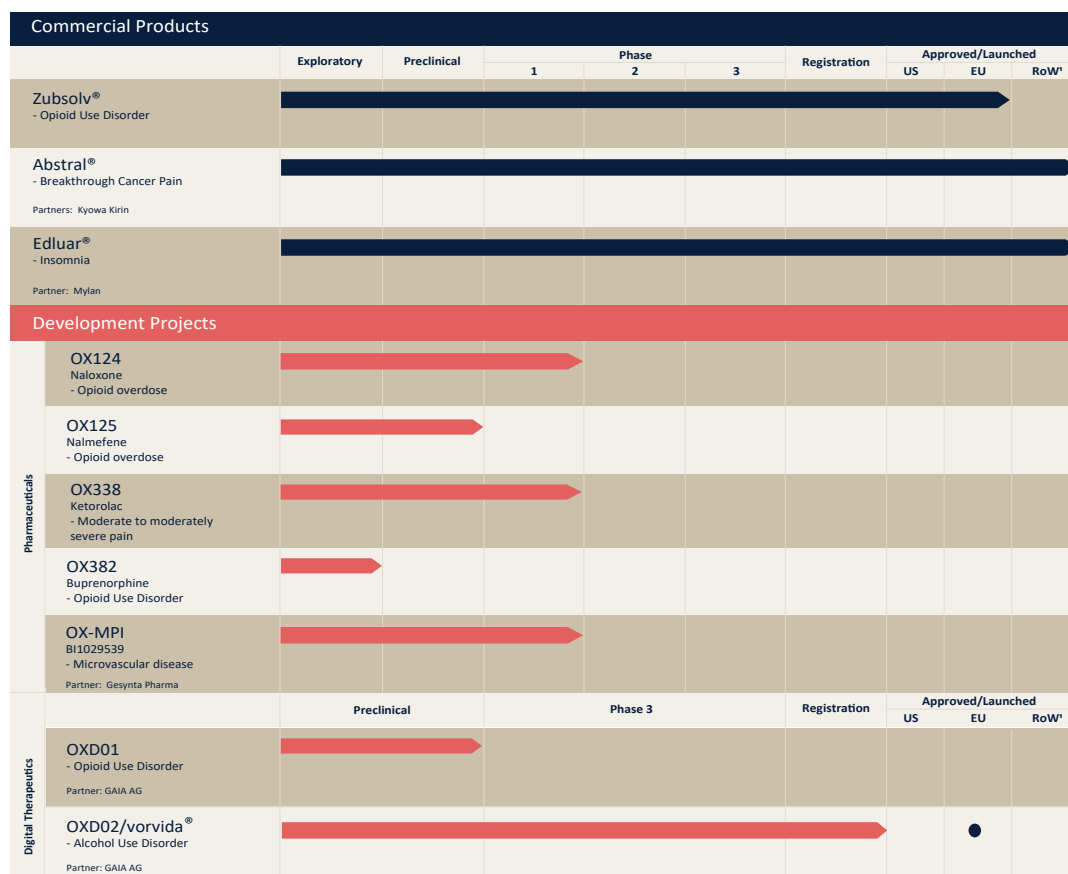 Commercial Products
Exploratory Preclinical Phase Registration Approved/Launched
1 2 3 US EU RoW¹
Zubsolv®
- Opioid Use Disorder
Abstral®
- Breakthrough Cancer Pain
Partners: Kyowa Kirin
Edluar®
- Insomnia
Partner: Mylan
Development Projects
Pharmaceuticals
OX124
Naloxone
- Opioid overdose
OX125
Nalmefene
- Opioid overdose
OX338
Ketorolac
- Moderate to moderately
severe pain
OX382
Buprenorphine
- Opioid Use Disorder
OX-MPI
BI1029539
- Microvascular disease
Partner: Gesynta Pharma
Preclinical Phase 3 Registration Approved/Launched
US EU RoW¹
Digital Therapeutics
OXD01
- Opioid Use Disorder
Partner: GAIA AG
OXD02/vorvida®
- Alcohol Use Disorder
Partner: GAIA AG